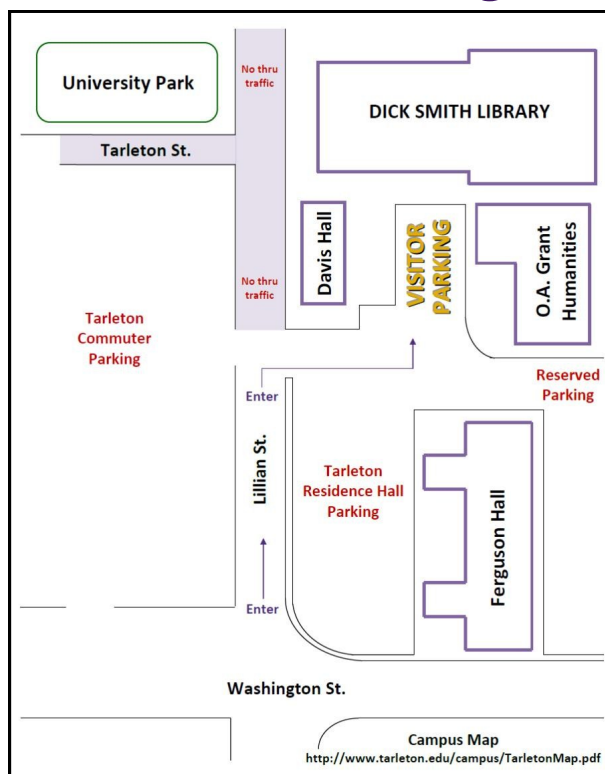 No thru
traffic
University Park
DICK SMITH LIBRARY
Tarleton St.
Davis Hall
VISITOR
PARKING
O.A. Grant
Humanities
No thru
traffic
Tarleton
Commuter
Parking
Reserved
Parking
Enter
Lillian St.
Tarleton
Residence Hall
Parking
Ferguson Hall
Enter
Washington St.
Campus Map
http://www.tarleton.edu/campus/TarletonMap.pdf